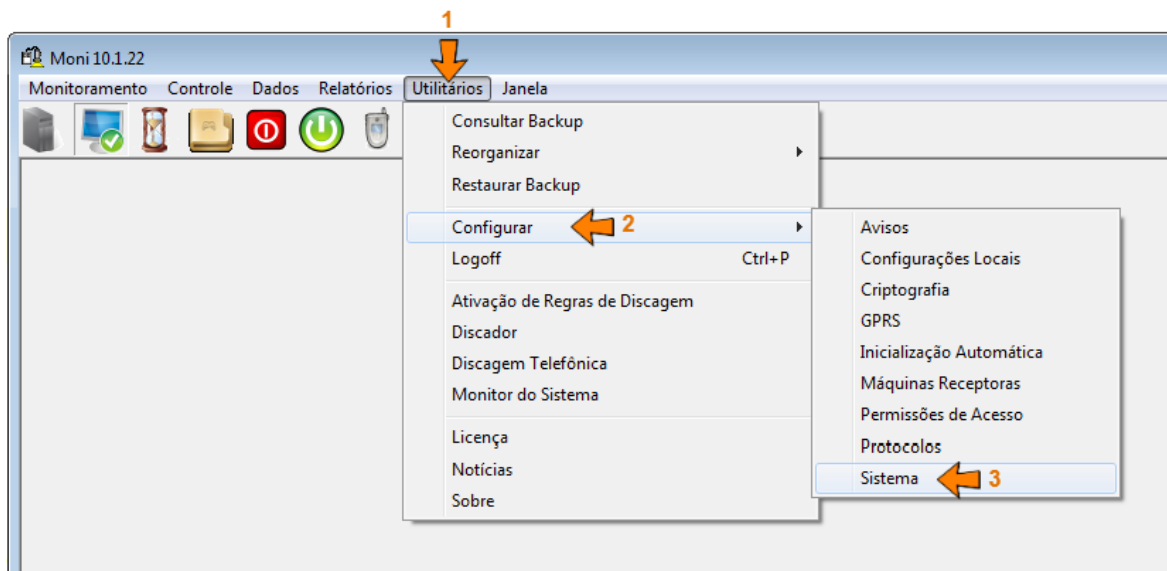 1
Moni 10.1.22
Monitoramento Controle Dados Relatórios Utilitários Janela
Consultar Backup
Reorganizar
Restaurar Backup
Configurar 2
Logoff Ctrl+P
Ativação de Regras de Discagem
Discador
Discagem Telefônica
Monitor do Sistema
Licença
Notícias
Sobre
Avisos
Configurações Locais
Criptografia
GPRS
Inicialização Automática
Máquinas Receptoras
Permissões de Acesso
Protocolos
Sistema 3